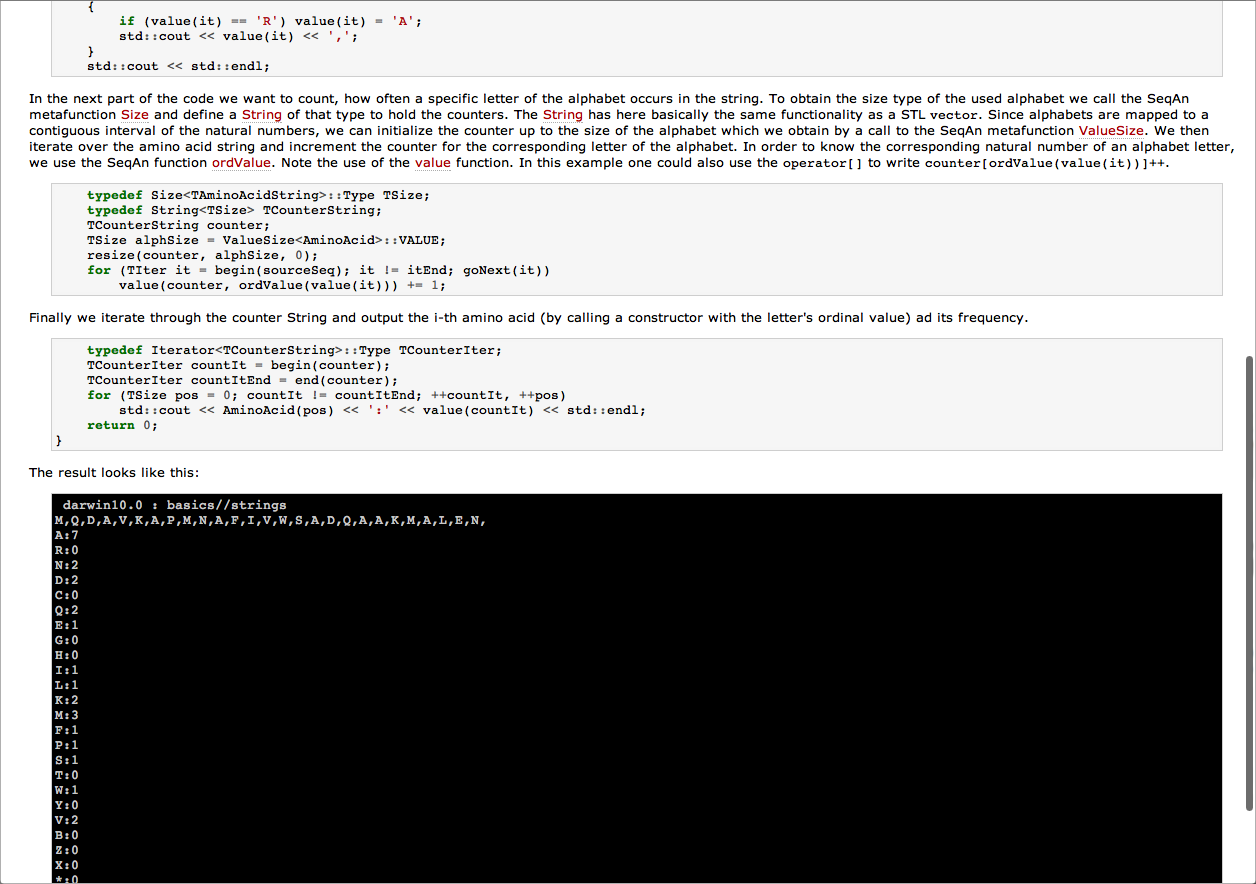 {
if (value(it) == 'R') value(it) = 'A';
std::cout << value(it) << ',';
}
std::cout << std::endl;
In the next part of the code we want to count, how often a specific letter of the alphabet occurs in the string. To obtain the size type of the used alphabet we call the SeqAn
metafunction Size and define a String of that type to hold the counters. The String has here basically the same functionality as a STL vector. Since alphabets are mapped to a
contiguous interval of the natural numbers, we can initialize the counter up to the size of the alphabet which we obtain by a call to the SeqAn metafunction ValueSize. We then
iterate over the amino acid string and increment the counter for the corresponding letter of the alphabet. In order to know the corresponding natural number of an alphabet letter,
we use the SeqAn function ordValue. Note the use of the value function. In this example one could also use the operator[] to write counter[ordValue(value(it))]++.
typedef Size<TAminoAcidString>::Type TSize;
typedef String<TSize> TCounterString;
TCounterString counter;
TSize alphSize = ValueSize<AminoAcid>::VALUE;
resize(counter, alphSize, 0);
for (TIter it = begin(sourceSeq); it != itEnd; goNext(it))
value(counter, ordValue(value(it))) += 1;
Finally we iterate through the counter String and output the i-th amino acid (by calling a constructor with the letter's ordinal value) ad its frequency.
typedef Iterator<TCounterString>::Type TCounterIter;
TCounterIter countIt = begin(counter);
TCounterIter countItEnd = end(counter);
for (TSize pos = 0; countIt != countItEnd; ++countIt, ++pos)
std::cout << AminoAcid(pos) << ':' << value(countIt) << std::endl;
return 0;
}
The result looks like this:
darwin10.0 : basics//strings
M,Q,D,A,V,K,A,P,M,N,A,F,I,V,W,S,A,D,Q,A,A,K,M,A,L,E,N,
A:7
R:0
N:2
D:2
C:0
Q:2
E:1
G:0
H:0
I:1
L:1
K:2
M:3
F:1
P:1
S:1
T:0
W:1
Y:0
V:2
B:0
Z:0
X:0
*:0